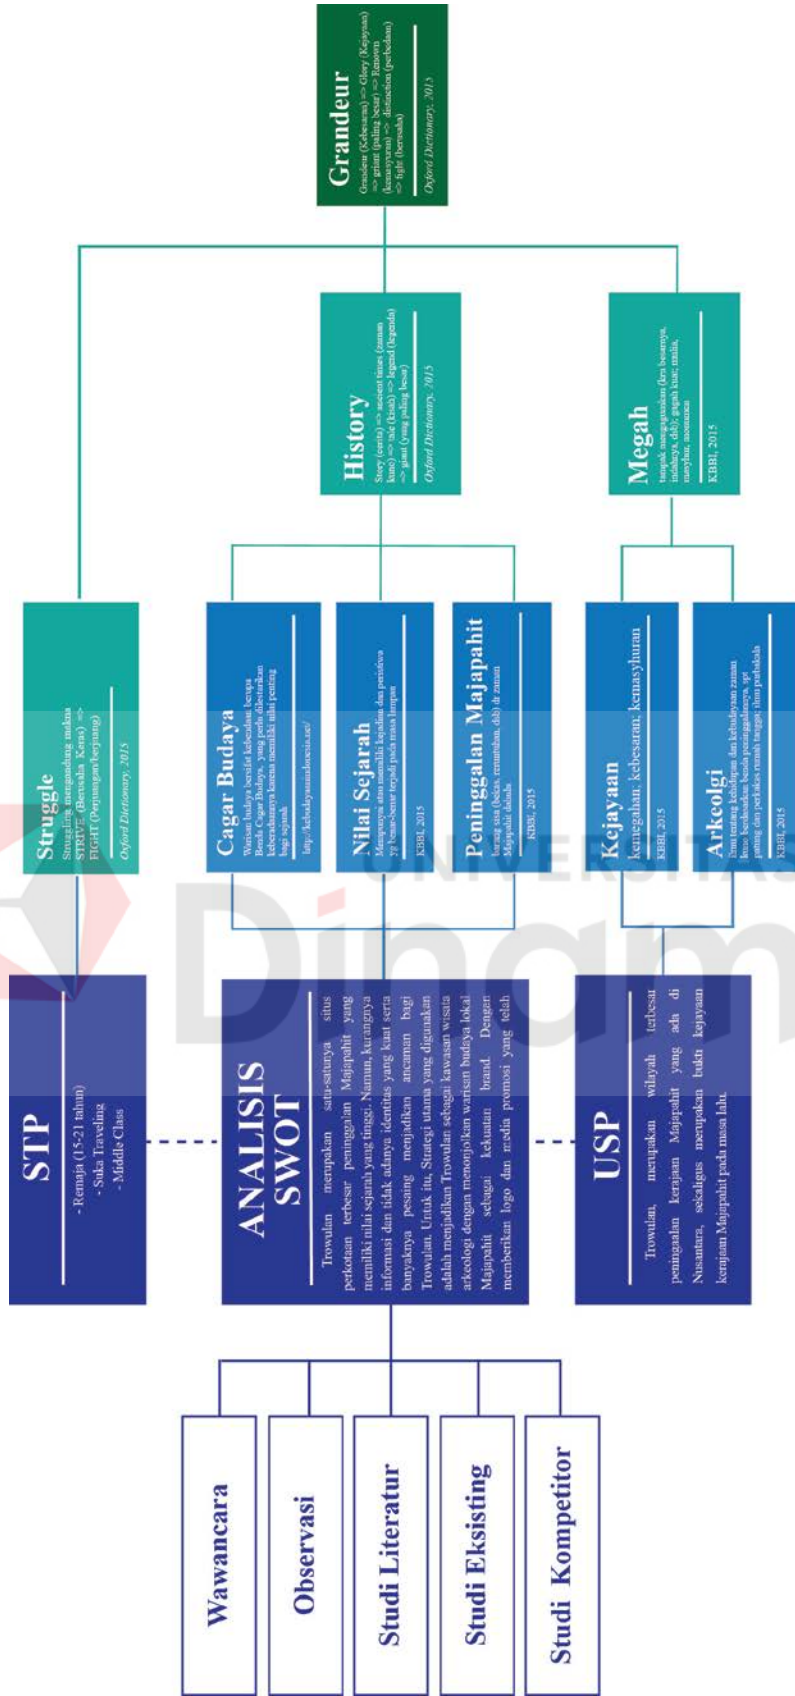 Wawancara
Observasi
Studi Literatur
Studi Eksisting
Studi Kompetitor
STP
- Remaja (15-21 tahun)
- Suka Traveling
- Middle Class
ANALISIS
SWOT
Trowulan merupakan satu-satunya situs
perkotaan terbesar peninggalan Majapahit yang
memiliki nilai sejarah yang tinggi. Namun, kurangnya
informasi dan tidak adanya identitas yang kuat serta
banyaknya pesaing menjadikan ancaman bagi
Trowulan. Untuk itu, Strategi utama yang digunakan
adalah menjadikan Trowulan sebagai kawasan wisata
arkeologi dengan menonjolkan warisan budaya lokal
Majapahit sebagai kekuatan brand. Dengan
memberikan logo dan media promosi yang telah
USP
Trowulan, merupakan wilayah terbesar
peningaalan kerajaan Majapahit yang ada di
Nusantara, sekaligus merupakan bukti kejayaan
kerajaan Majapahit pada masa lalu.
Struggle
Struggling mengandung makna
STRIVE (Berusaha Keras) =>
FIGHT (Perjuangan/berjuang)
Oxford Dictionary, 2015
Cagar Budaya
Warisan budaya bersifat kebendaan berupa
Benda Cagar Budaya, yang perlu dilestarikan
keberadaannya karena memiliki nilai penting
bagi sejarah
http://kebudayaanindonesia.net/
Nilai Sejarah
Mempunyai atau memiliki kejadian dan peristiwa
yg benar-benar terjadi pada masa lampau
KBBI, 2015
Peninggalan Majapahit
barang sisa (bekas, reruntuhan, dsb) dr zaman
Majapahit dahulu
KBBI, 2015
Kejayaan
kemegahan; kebesaran; kemasyhuran
KBBI, 2015
Arkeolgi
ilmu tentang kehidupan dan kebudayaan zaman
kuno berdasarkan benda peninggalannya, spt
patung dan perkakas rumah tangga; ilmu purbakala
KBBI, 2015
History
Story (cerita) => ancient times (zaman
kuno) => tale (kisah) => legend (legenda)
=> giant (yang paling besar)
Oxford Dictionary, 2015
Megah
tampak mengagumkan (krn besarnya,
indahnya, dsb); gagah kuat; mulia,
masyhur,
KBBI, 2015
Grandeur
Grandeur (Kebesaran) => Glory (Kejayaan)
=> griant (paling besar) => Renown
(kemasyuran) => distinction (perbedaan)
=> fight (berusaha)
Oxford Dictionary, 2015
UNIVERSITAS
Dinam